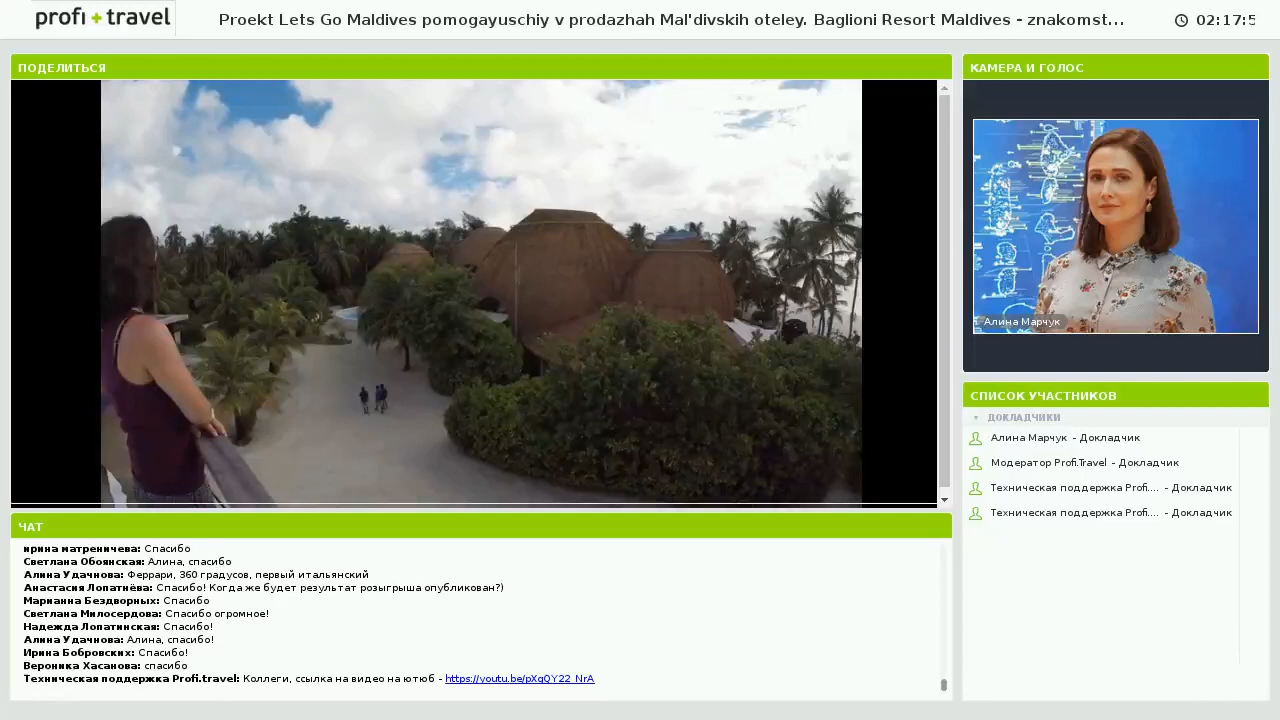 profi + travel
Proekt Lets Go Maldives pomogayuschiy v prodazhah Mal'divskih oteley. Baglioni Resort Maldives - znakomst...
02:17:5
ПОДЕЛИТЬСЯ
КАМЕРА И ГОЛОС
Алина Марчук
СПИСОК УЧАСТНИКОВ
ДОКЛАДЧИКИ
Алина Марчук - Докладчик
Модератор Profi.Travel - Докладчик
Техническая поддержка Profi.... - Докладчик
Техническая поддержка Profi.... - Докладчик
ЧАТ
ирина матреничева: Спасибо
Светлана Обоянская: Алина, спасибо
Алина Удачнова: Феррари, 360 градусов, первый итальянский
Анастасия Лопатнёва: Спасибо! Когда же будет результат розыгрыша опубликован?)
Марианна Бездворных: Спасибо
Светлана Милосердова: Спасибо огромное!
Надежда Лопатинская: Спасибо!
Алина Удачнова: Алина, спасибо!
Ирина Бобровских: Спасибо!
Вероника Хасанова: спасибо
Техническая поддержка Profi.travel: Коллеги, ссылка на видео на ютюб - https://youtu.be/pXgQY22_NrA